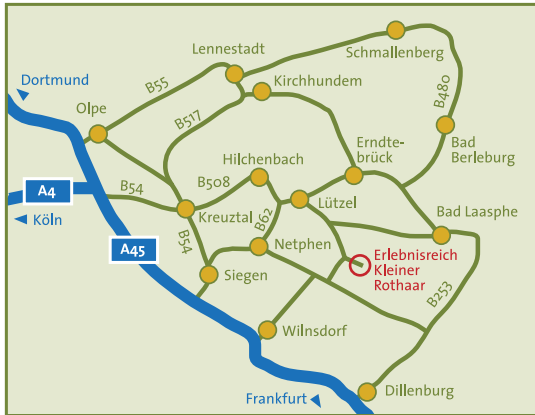 Schmallenberg
Lennestadt
Dortmund
B55
Kirchhundem
B480
Olpe
B517
Erndte-
brück
Bad
Berleburg
Hilchenbach
A4
B54
B508
Lützel
Köln
Kreuztal
B62
Bad Laasphe
A45
B54
Netphen
Erlebnisreich
Kleiner
Rothaar
Siegen
B253
Wilnsdorf
Frankfurt
Dillenburg